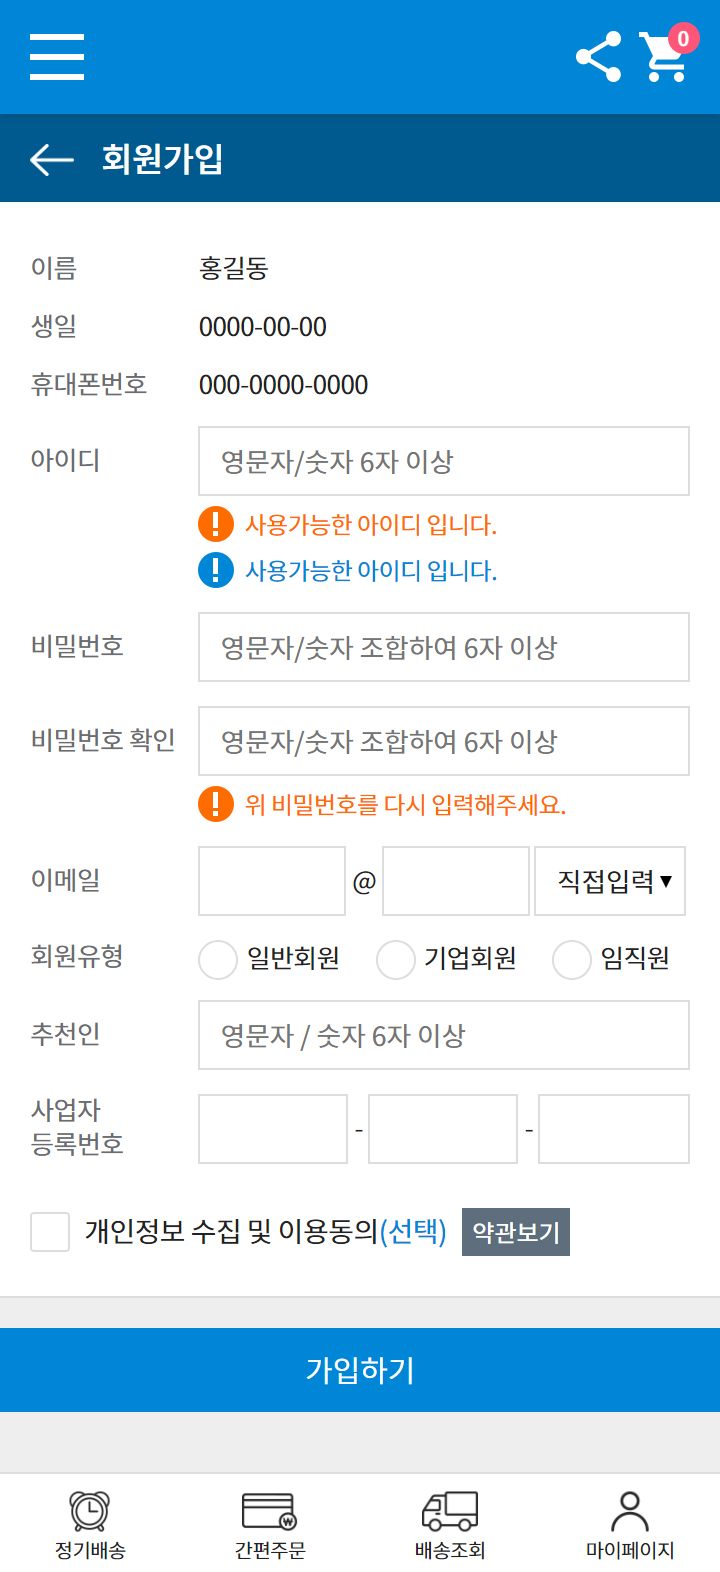 0
회원가입
이름 홍길동
생일 0000-00-00
휴대폰번호 000-0000-0000
아이디 영문자/숫자 6자 이상
사용가능한 아이디 입니다.
사용가능한 아이디 입니다.
비밀번호 영문자/숫자 조합하여 6자 이상
비밀번호 확인 영문자/숫자 조합하여 6자 이상
위 비밀번호를 다시 입력해주세요.
이메일 @ 직접입력▼
회원유형 일반회원 기업회원 임직원
추천인 영문자 / 숫자 6자 이상
사업자
등록번호 - -
개인정보 수집 및 이용동의(선택) 약관보기
가입하기
정기배송 간편주문 배송조회 마이페이지